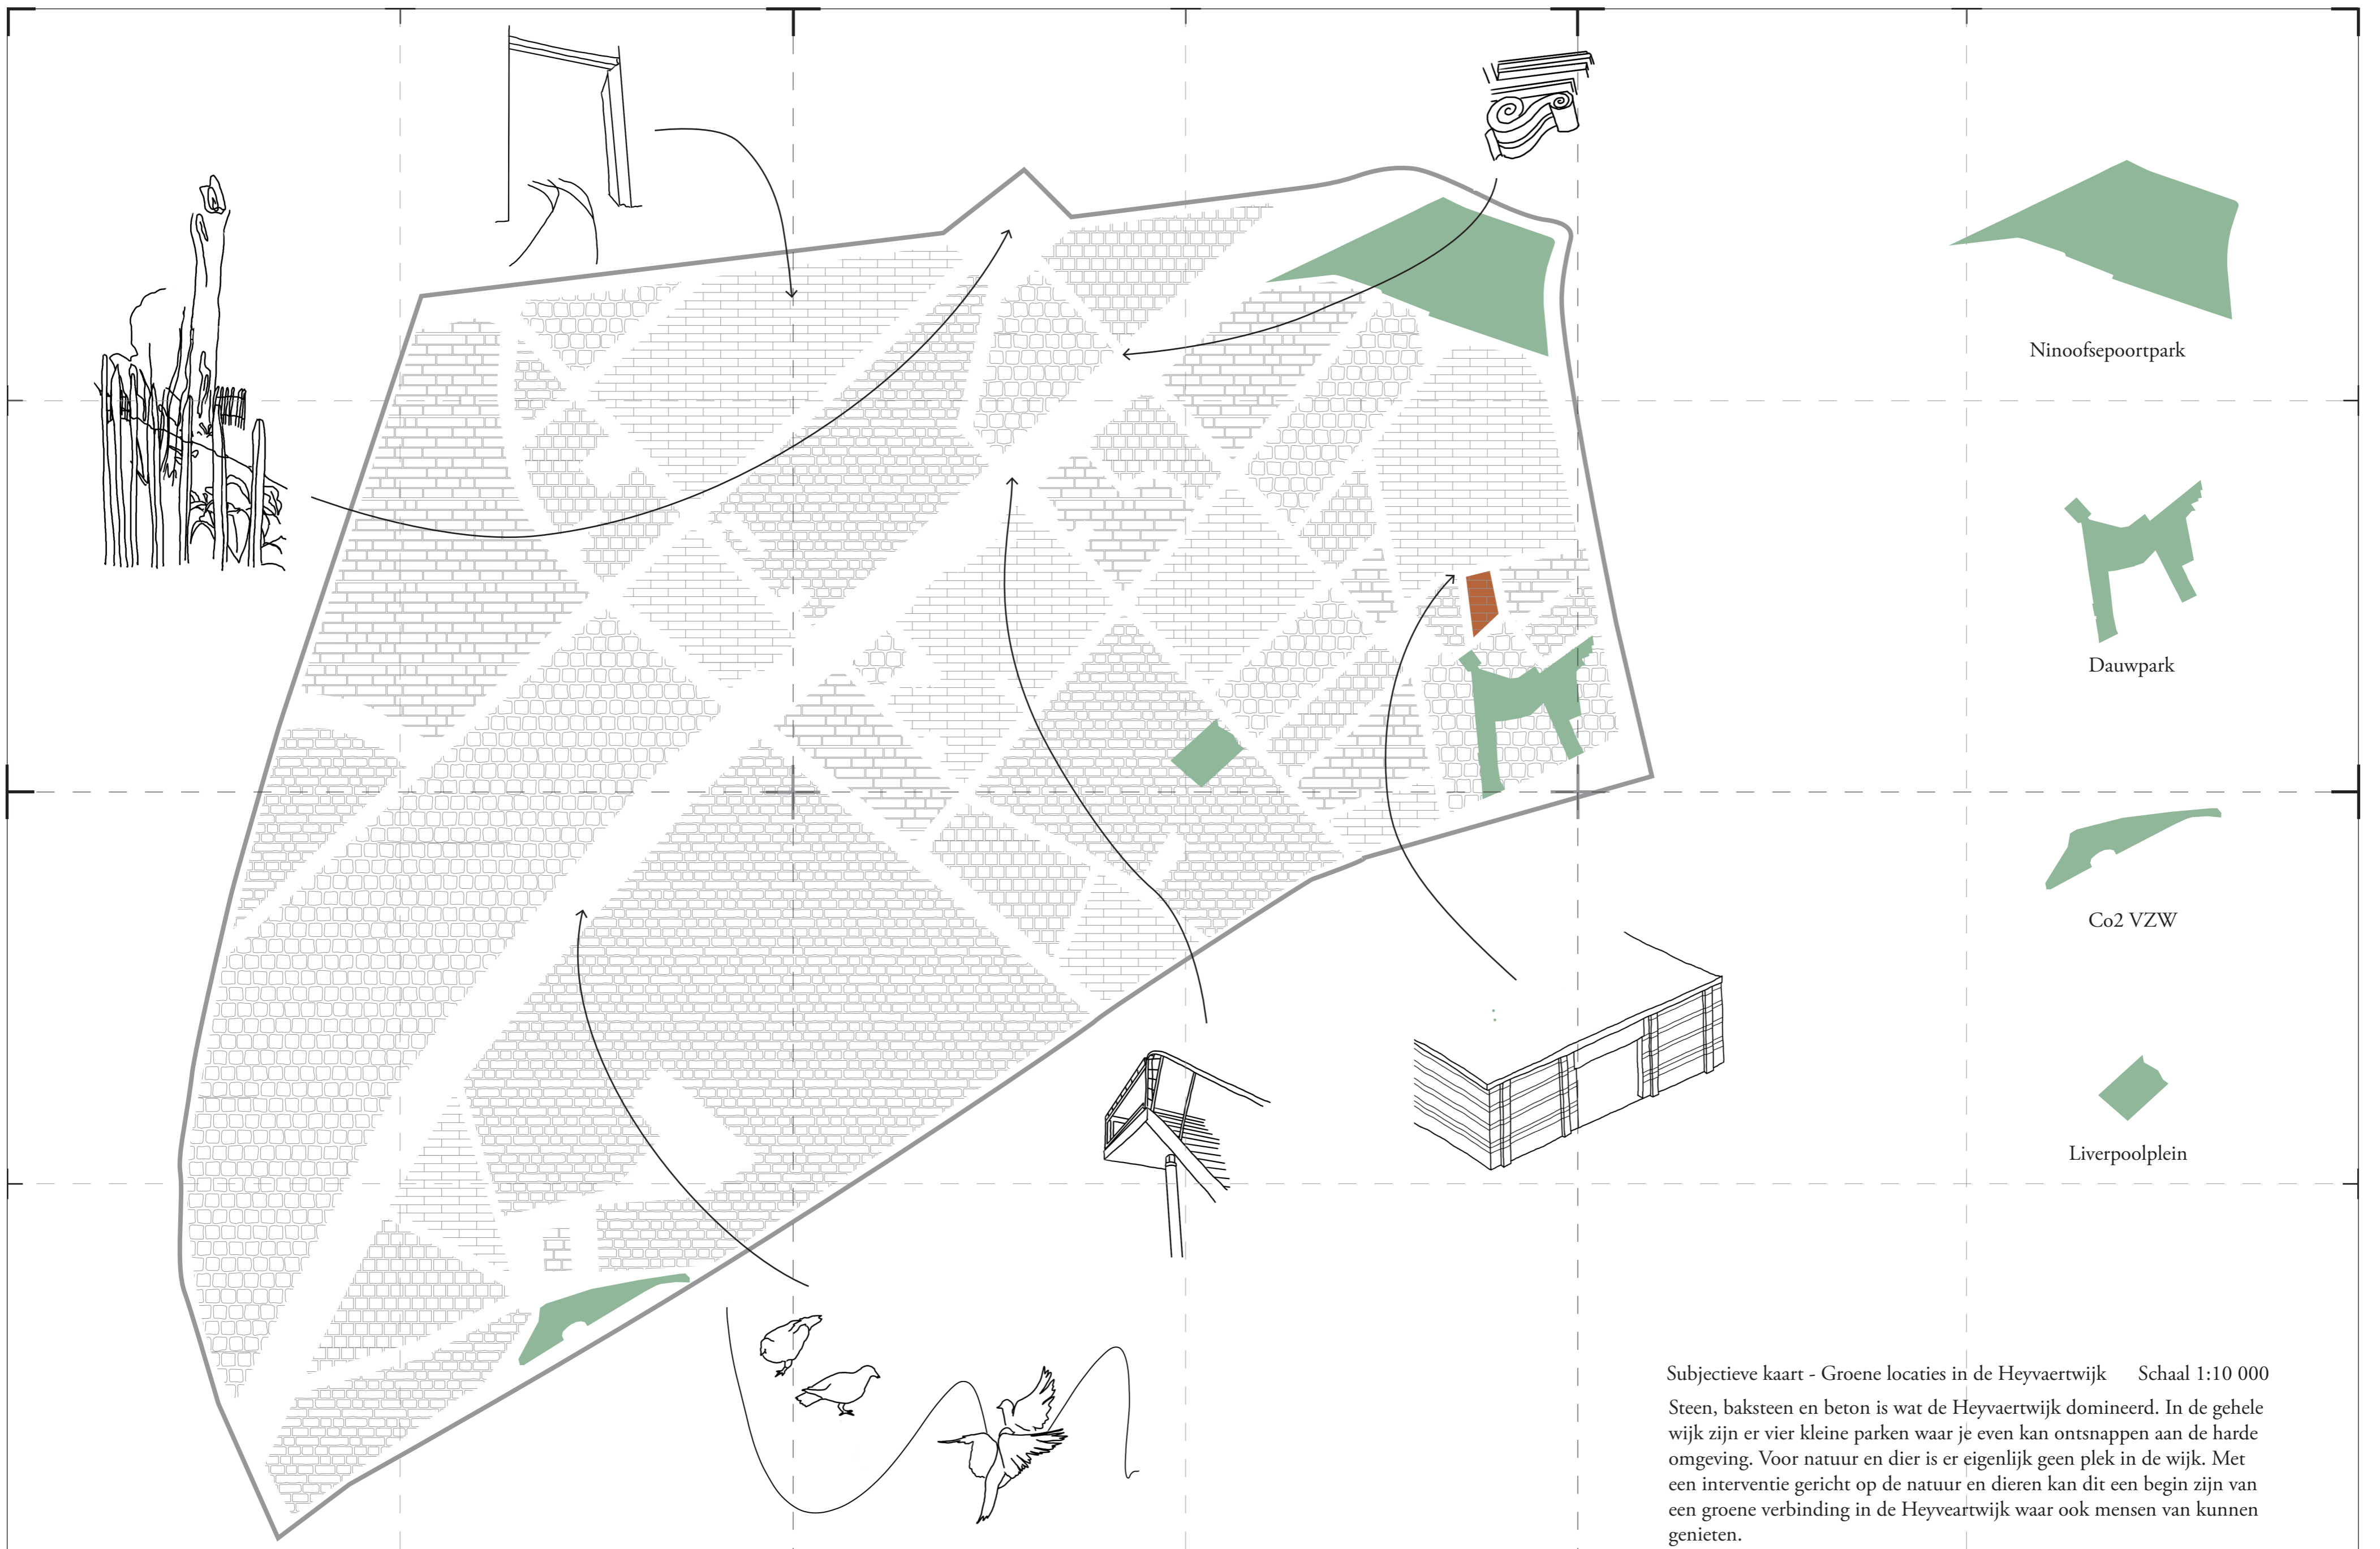 Ninoofsepoortpark
Dauwpark
Co2 VZW
Liverpoolplein
Subjectieve kaart - Groene locaties in de Heyvaertwijk Schaal 1:10 000
Steen, baksteen en beton is wat de Heyvaertwijk domineerd. In de gehele
wijk zijn er vier kleine parken waar je even kan ontsnappen aan de harde
omgeving. Voor natuur en dier is er eigenlijk geen plek in de wijk. Met
een interventie gericht op de natuur en dieren kan dit een begin zijn van
een groene verbinding in de Heyveartwijk waar ook mensen van kunnen
genieten.